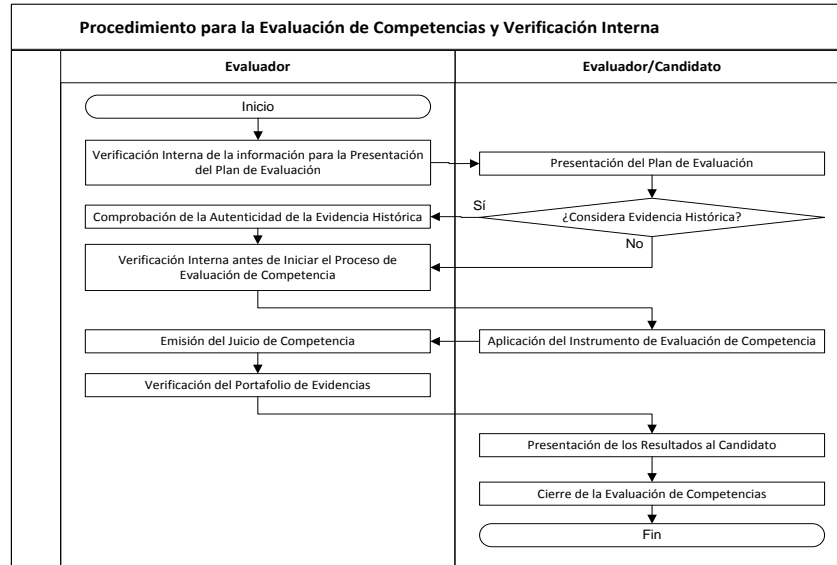 Procedimiento para la Evaluación de Competencias y Verificación Interna
Evaluador
Evaluador/Candidato
Inicio
Verificación Interna de la información para la Presentación
del Plan de Evaluación
Presentación del Plan de Evaluación
Sí
¿Considera Evidencia Histórica?
Comprobación de la Autenticidad de la Evidencia Histórica
No
Verificación Interna antes de Iniciar el Proceso de
Evaluación de Competencia
Aplicación del Instrumento de Evaluación de Competencia
Emisión del Juicio de Competencia
Verificación del Portafolio de Evidencias
Presentación de los Resultados al Candidato
Cierre de la Evaluación de Competencias
Fin